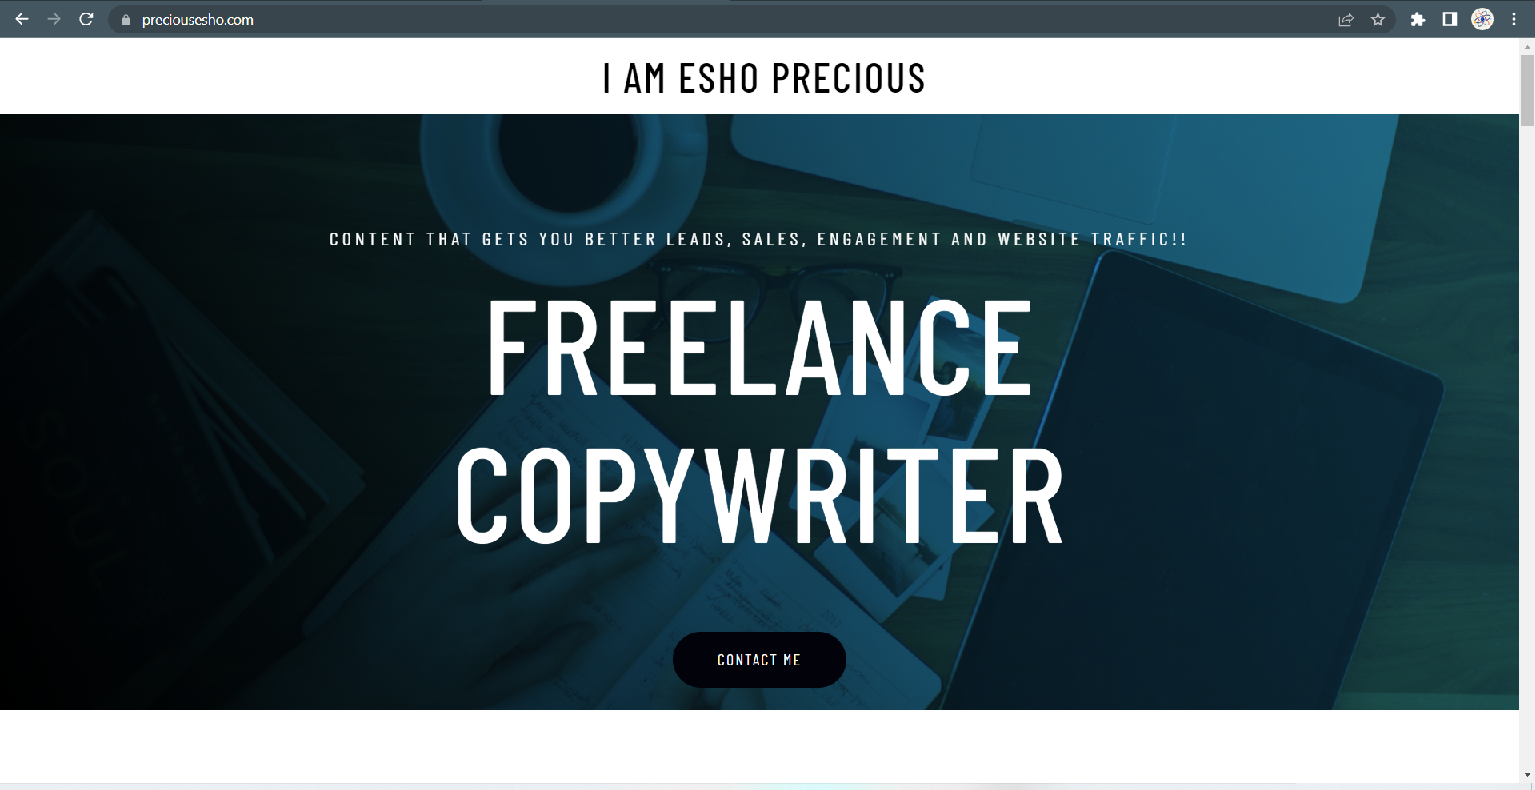 preciousesho.com
I AM ESHO PRECIOUS
CONTENT THAT GETS YOU BETTER LEADS, SALES, ENGAGEMENT AND WEBSITE TRAFFIC!!
FREELANCE
COPYWRITER
CONTACT ME